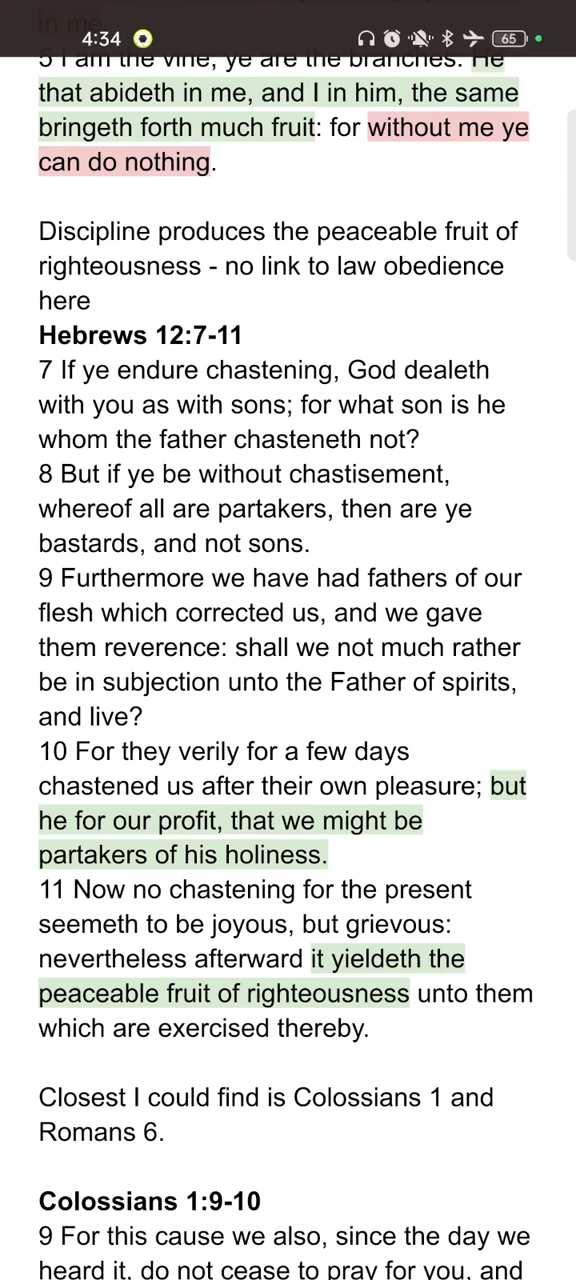 in me
4:34
65
5 I am the vine, ye are the branches: He
that abideth in me, and I in him, the same
bringeth forth much fruit: for without me ye
can do nothing.
Discipline produces the peaceable fruit of
righteousness - no link to law obedience
here
Hebrews 12:7-11
7 If ye endure chastening, God dealeth
with you as with sons; for what son is he
whom the father chasteneth not?
8 But if ye be without chastisement,
whereof all are partakers, then are ye
bastards, and not sons.
9 Furthermore we have had fathers of our
flesh which corrected us, and we gave
them reverence: shall we not much rather
be in subjection unto the Father of spirits,
and live?
10 For they verily for a few days
chastened us after their own pleasure; but
he for our profit, that we might be
partakers of his holiness.
11 Now no chastening for the present
seemeth to be joyous, but grievous:
nevertheless afterward it yieldeth the
peaceable fruit of righteousness unto them
which are exercised thereby.
Closest I could find is Colossians 1 and
Romans 6.
Colossians 1:9-10
9 For this cause we also, since the day we
heard it, do not cease to pray for you, and